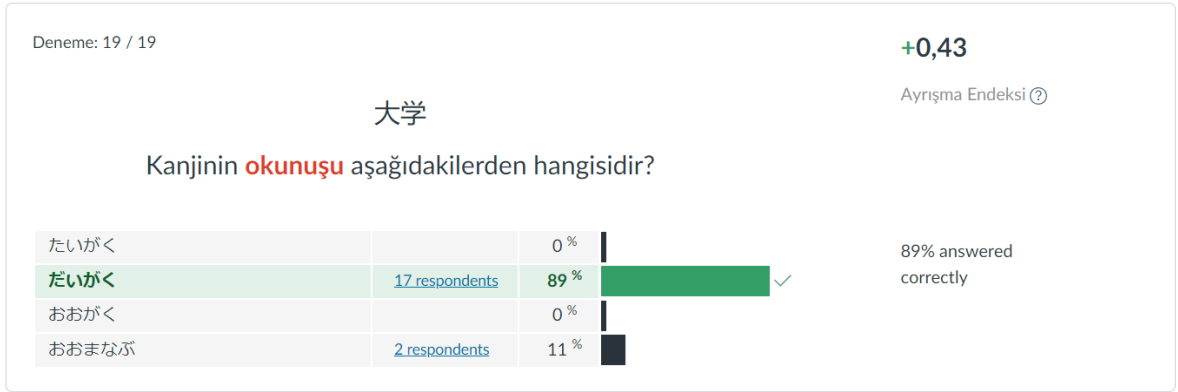 Deneme: 19 / 19
+0,43
Ayrışma Endeksi ?
大学
Kanjinin okunuşu aşağıdakilerden hangisidir?
たいがく 0 %
だいがく 17 respondents 89 %
おおがく 0 %
おおまなぶ 2 respondents 11 %
89% answered
correctly